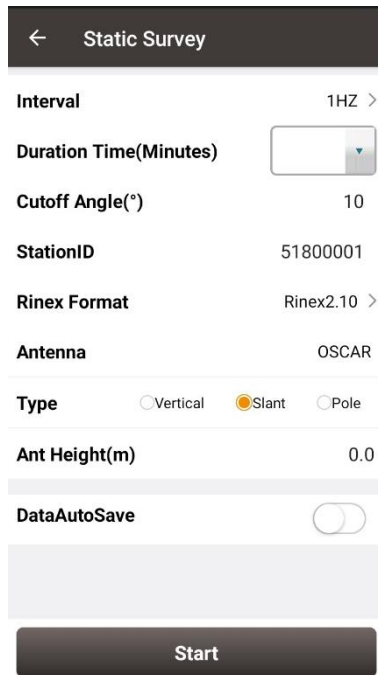 Static Survey
Interval 1HZ
Duration Time(Minutes)
Cutoff Angle(°) 10
StationID 51800001
Rinex Format Rinex2.10
Antenna OSCAR
Type Vertical Slant Pole
Ant Height(m) 0.0
DataAutoSave
Start